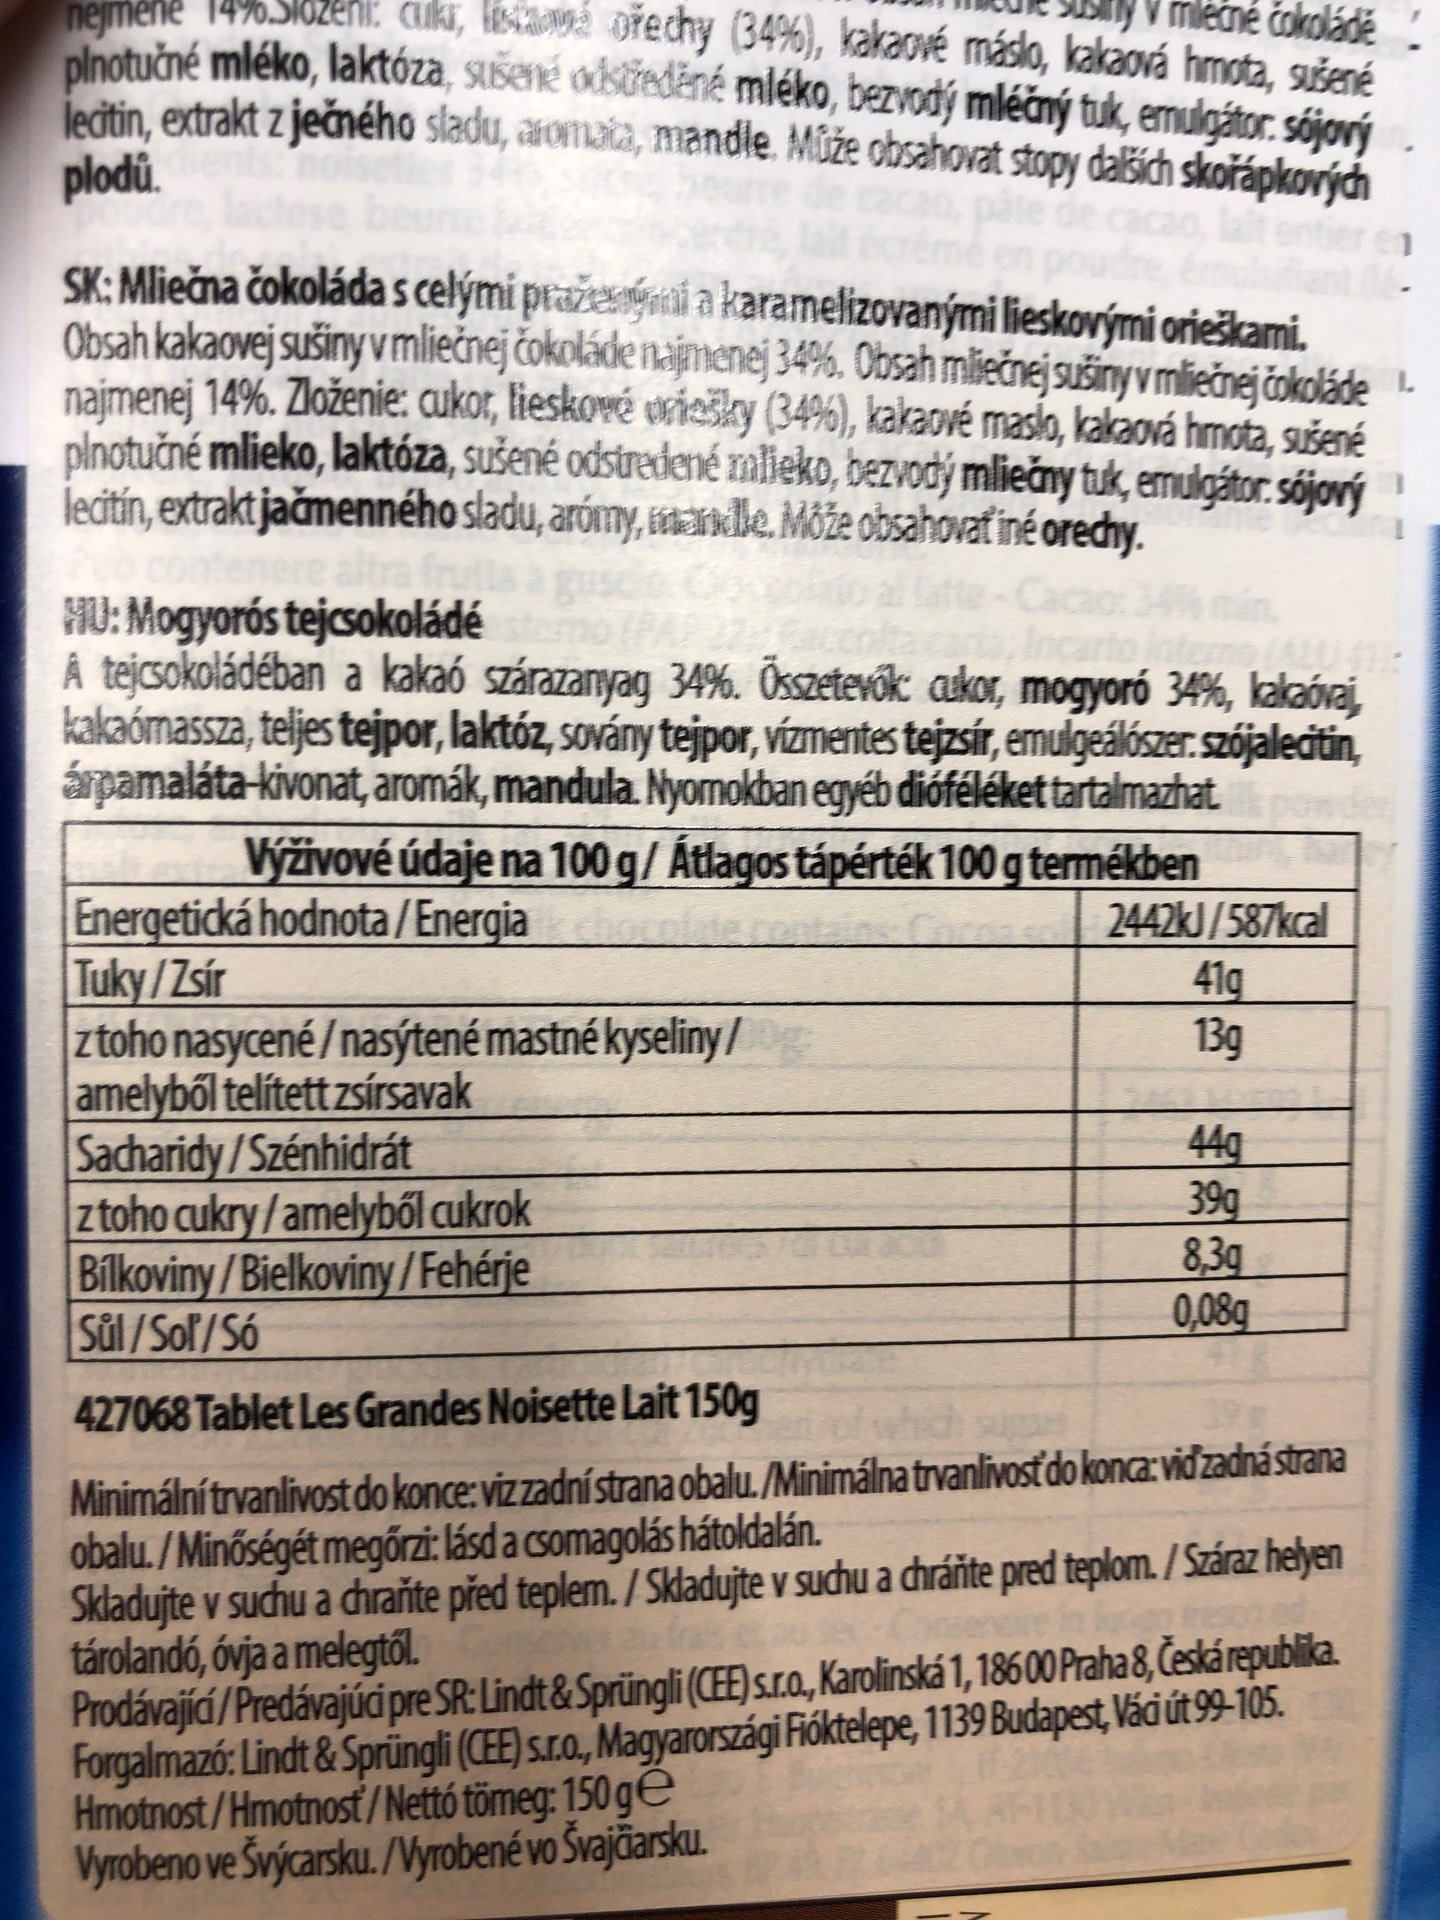 nejméně 14%. Složení: cukr, lískové ořechy (34%), kakaové máslo, kakaová hmota, sušené
plnotučné mléko, laktóza, sušené odstředěné mléko, bezvodý mléčný tuk, emulgátor: sójový
lecitin, extrakt z ječného sladu, aromata, mandle. Může obsahovat stopy dalších skořápkových
plodů.
SK: Mliečna čokoláda s celými praženými a karamelizovanými lieskovými orieškami.
Obsah kakaovej sušiny v mliečnej čokoláde najmenej 34%. Obsah mliečnej sušiny v mliečnej čokoláde
najmenej 14%. Zloženie: cukor, lieskové oriešky (34%), kakaové maslo, kakaová hmota, sušené
plnotučné mlieko, laktóza, sušené odstredené mlieko, bezvodý mliečny tuk, emulgátor: sójový
lecitín, extrakt jačmenného sladu, arómy, mandle. Môže obsahovať iné orechy.
HU: Mogyorós tejcsokoládé
A tejcsokoládéban a kakaó szárazanyag 34%. Összetevők: cukor, mogyoró 34%, kakaóvaj,
kakaómassza, teljes tejpor, laktóz, sovány tejpor, vízmentes tejzsír, emulgeálószer: szójalecitin,
árpamaláta-kivonat, aromák, mandula. Nyomokban egyéb dióféléket tartalmazhat.
Výživové údaje na 100 g / Átlagos tápérték 100 g termékben
Energetická hodnota / Energia 2442kJ / 587kcal
Tuky / Zsír 41g
z toho nasycené / nasýtené mastné kyseliny / 13g
amelyből telített zsírsavak
Sacharidy / Szénhidrát 44g
z toho cukry / amelyből cukrok 39g
Bílkoviny / Bielkoviny / Fehérje 8,3g
Sůl / Soľ / Só 0,08g
427068 Tablet Les Grandes Noisette Lait 150g
Minimální trvanlivost do konce: viz zadní strana obalu. /Minimálna trvanlivosť do konca: viď zadná strana
obalu. / Minőségét megőrzi: lásd a csomagolás hátoldalán.
Skladujte v suchu a chraňte před teplem. / Skladujte v suchu a chráňte pred teplom. / Száraz helyen
tárolandó, óvja a melegtől.
Prodávající / Predávajúci pre SR: Lindt & Sprüngli (CEE) s.r.o., Karolinská 1, 186 00 Praha 8, Česká republika.
Forgalmazó: Lindt & Sprüngli (CEE) s.r.o., Magyarországi Fióktelepe, 1139 Budapest, Váci út 99-105.
Hmotnost / Hmotnosť / Nettó tömeg: 150 g e
Vyrobeno ve Švýcarsku. / Vyrobené vo Švajčiarsku.